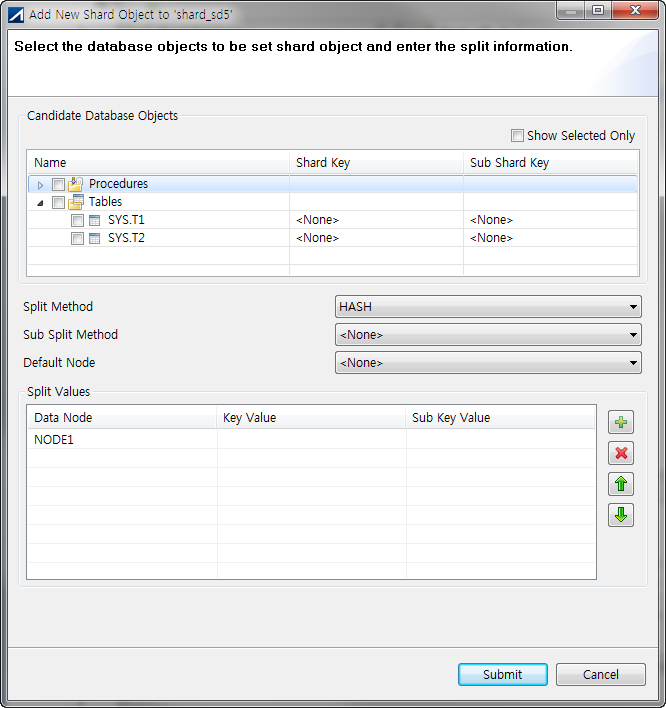 Add New Shard Object to 'shard_sd5'
Select the database objects to be set shard object and enter the split information.
Candidate Database Objects
Show Selected Only
Name Shard Key Sub Shard Key
Procedures
Tables
SYS.T1 <None> <None>
SYS.T2 <None> <None>
Split Method HASH
Sub Split Method <None>
Default Node <None>
Split Values
Data Node Key Value Sub Key Value
NODE1
Submit Cancel